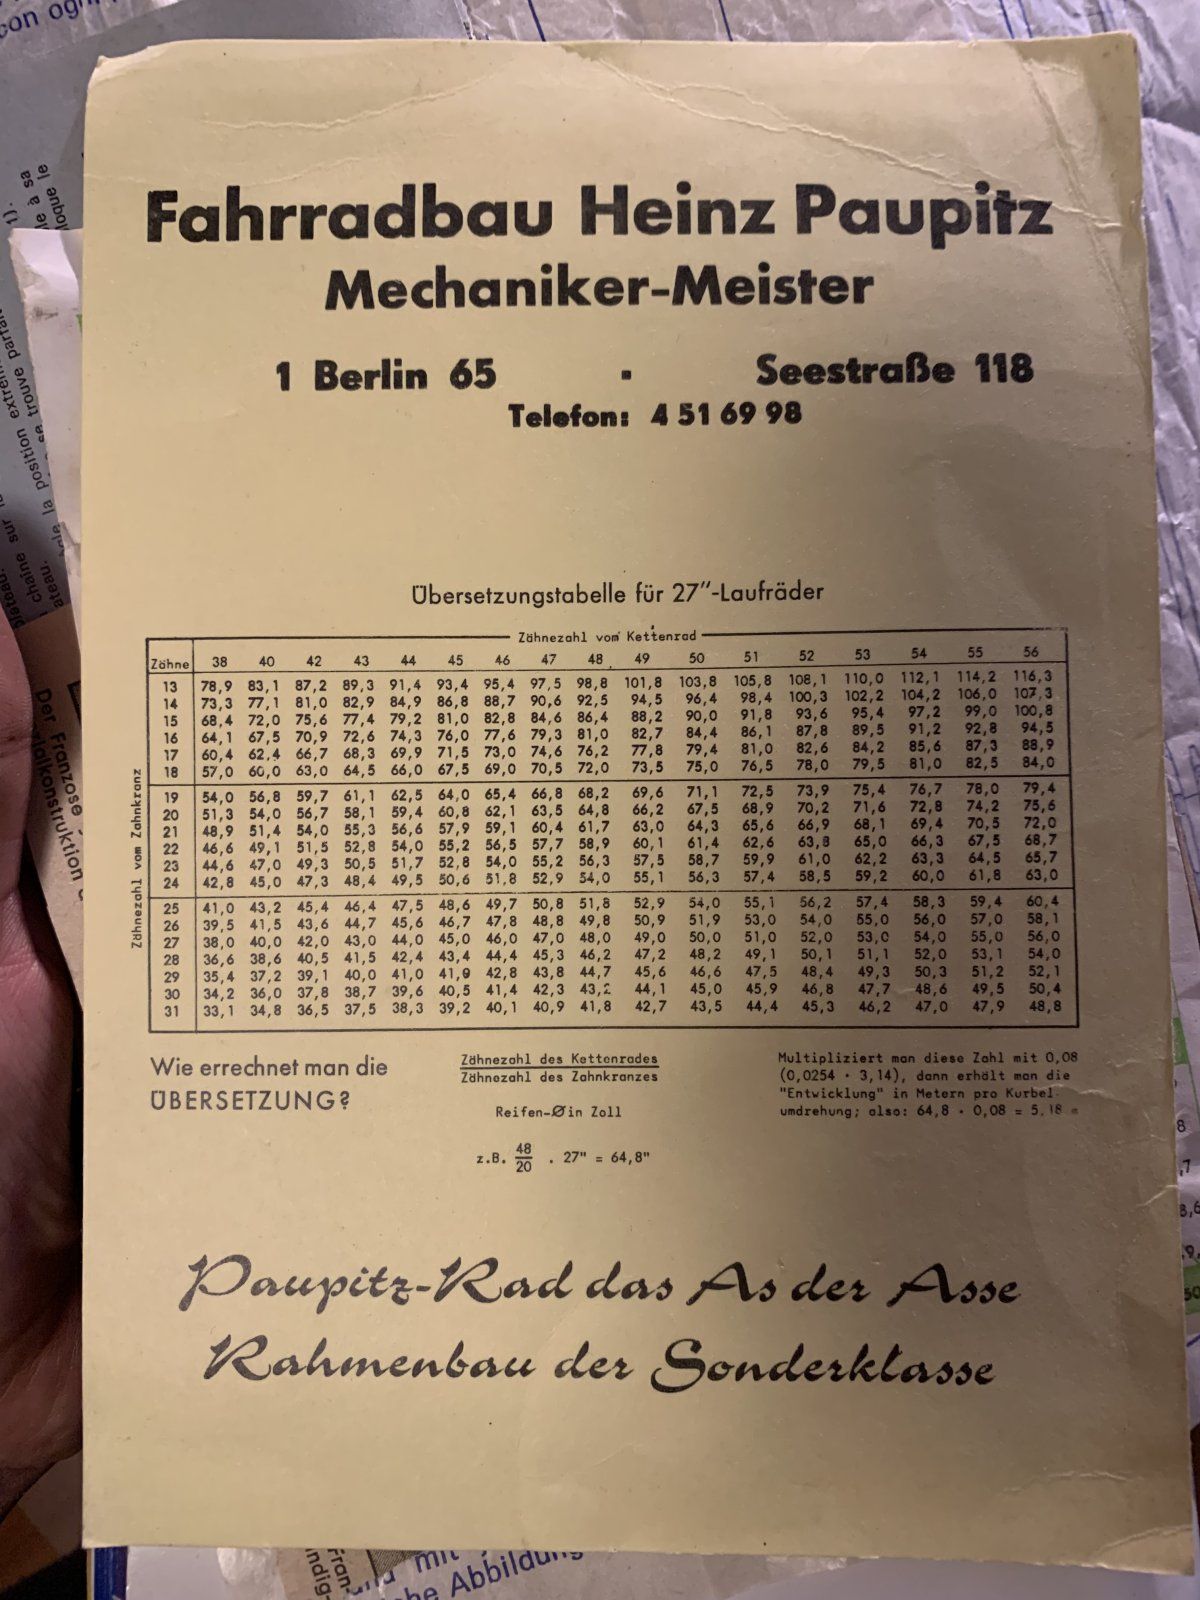 Fahrradbau Heinz Paupitz
Mechaniker-Meister
1 Berlin 65 · Seestraße 118
Telefon: 4 51 69 98
Übersetzungstabelle für 27"-Laufräder
Zähnezahl vom Kettenrad
Zähne 38 40 42 43 44 45 46 47 48 49 50 51 52 53 54 55 56
Zähnezahl vom Zahnkranz
13 78,9 83,1 87,2 89,3 91,4 93,4 95,4 97,5 98,8 101,8 103,8 105,8 108,1 110,0 112,1 114,2 116,3
14 73,3 77,1 81,0 82,9 84,9 86,8 88,7 90,6 92,5 94,5 96,4 98,4 100,3 102,2 104,2 106,0 107,3
15 68,4 72,0 75,6 77,4 79,2 81,0 82,8 84,6 86,4 88,2 90,0 91,8 93,6 95,4 97,2 99,0 100,8
16 64,1 67,5 70,9 72,6 74,3 76,0 77,6 79,3 81,0 82,7 84,4 86,1 87,8 89,5 91,2 92,8 94,5
17 60,4 62,4 66,7 68,3 69,9 71,5 73,0 74,6 76,2 77,8 79,4 81,0 82,6 84,2 85,6 87,3 88,9
18 57,0 60,0 63,0 64,5 66,0 67,5 69,0 70,5 72,0 73,5 75,0 76,5 78,0 79,5 81,0 82,5 84,0
19 54,0 56,8 59,7 61,1 62,5 64,0 65,4 66,8 68,2 69,6 71,1 72,5 73,9 75,4 76,7 78,0 79,4
20 51,3 54,0 56,7 58,1 59,4 60,8 62,1 63,5 64,8 66,2 67,5 68,9 70,2 71,6 72,8 74,2 75,6
21 48,9 51,4 54,0 55,3 56,6 57,9 59,1 60,4 61,7 63,0 64,3 65,6 66,9 68,1 69,4 70,5 72,0
22 46,6 49,1 51,5 52,8 54,0 55,2 56,5 57,7 58,9 60,1 61,4 62,6 63,8 65,0 66,3 67,5 68,7
23 44,6 47,0 49,3 50,5 51,7 52,8 54,0 55,2 56,3 57,5 58,7 59,9 61,0 62,2 63,3 64,5 65,7
24 42,8 45,0 47,3 48,4 49,5 50,6 51,8 52,9 54,0 55,1 56,3 57,4 58,5 59,2 60,0 61,8 63,0
25 41,0 43,2 45,4 46,4 47,5 48,6 49,7 50,8 51,8 52,9 54,0 55,1 56,2 57,4 58,3 59,4 60,4
26 39,5 41,5 43,6 44,7 45,6 46,7 47,8 48,8 49,8 50,9 51,9 53,0 54,0 55,0 56,0 57,0 58,1
27 38,0 40,0 42,0 43,0 44,0 45,0 46,0 47,0 48,0 49,0 50,0 51,0 52,0 53,0 54,0 55,0 56,0
28 36,6 38,6 40,5 41,5 42,4 43,4 44,4 45,3 46,2 47,2 48,2 49,1 50,1 51,1 52,0 53,1 54,0
29 35,4 37,2 39,1 40,0 41,0 41,9 42,8 43,8 44,7 45,6 46,6 47,5 48,4 49,3 50,3 51,2 52,1
30 34,2 36,0 37,8 38,7 39,6 40,5 41,4 42,3 43,2 44,1 45,0 45,9 46,8 47,7 48,6 49,5 50,4
31 33,1 34,8 36,5 37,5 38,3 39,2 40,1 40,9 41,8 42,7 43,5 44,4 45,3 46,2 47,0 47,9 48,8
Wie errechnet man die
ÜBERSETZUNG?
Zähnezahl des Kettenrades
Zähnezahl des Zahnkranzes
Reifen-Ø in Zoll
z.B. 48/20 . 27" = 64,8"
Multipliziert man diese Zahl mit 0,08
(0,0254 · 3,14), dann erhält man die
"Entwicklung" in Metern pro Kurbel-
umdrehung; also: 64,8 · 0,08 = 5,18 m
Paupitz-Rad das As der Asse
Rahmenbau der Sonderklasse
con
Der Franzose
position
se trouve
chaine sur
mit
Abbildung